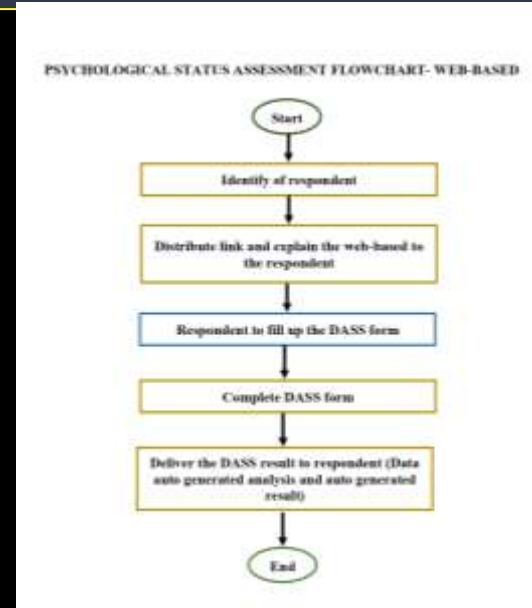 PSYCHOLOGICAL STATUS ASSESSMENT FLOWCHART- WEB-BASED
Start
Identify of respondent
Distribute link and explain the web-based to
the respondent
Respondent to fill up the DASS form
Complete DASS form
Deliver the DASS result to respondent (Data
auto generated analysis and auto generated
result)
End